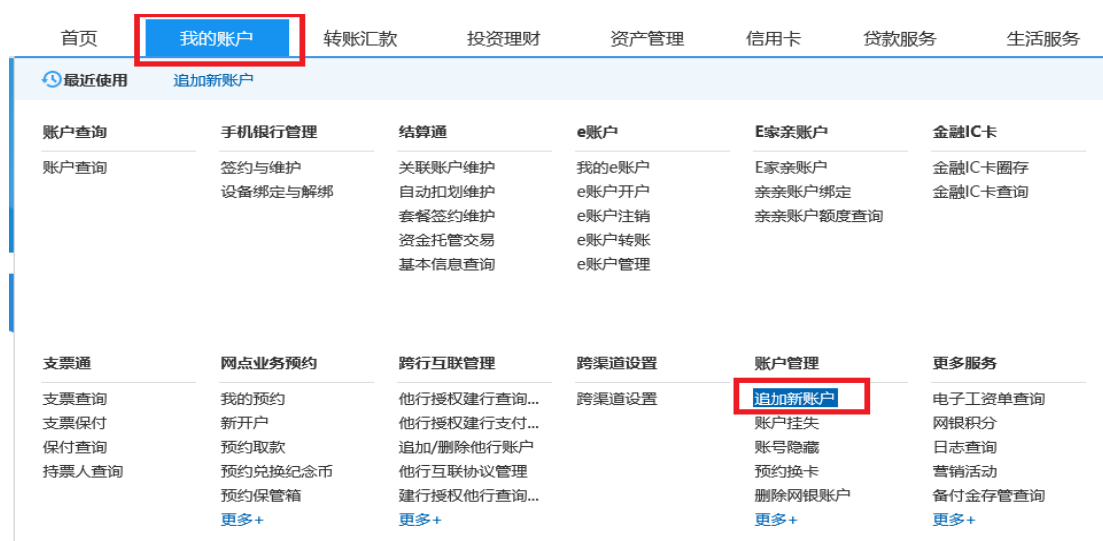 首页 我的账户 转账汇款 投资理财 资产管理 信用卡 贷款服务 生活服务
最近使用 追加新账户
账户查询 手机银行管理 结算通 e账户 E家亲账户 金融IC卡
账户查询 签约与维护 关联账户维护 我的e账户 E家亲账户 金融IC卡圈存
设备绑定与解绑 自动扣划维护 e账户开户 亲亲账户绑定 金融IC卡查询
套餐签约维护 e账户注销 亲亲账户额度查询
资金托管交易 e账户转账
基本信息查询 e账户管理
支票通 网点业务预约 跨行互联管理 跨渠道设置 账户管理 更多服务
支票查询 我的预约 他行授权建行查询... 跨渠道设置 追加新账户 电子工资单查询
支票保付 新开户 他行授权建行支付... 账户挂失 网银积分
保付查询 预约取款 追加/删除他行账户 账号隐藏 日志查询
持票人查询 预约兑换纪念币 他行互联协议管理 预约换卡 营销活动
预约保管箱 建行授权他行查询... 删除网银账户 备付金存管查询
更多+ 更多+ 更多+ 更多+